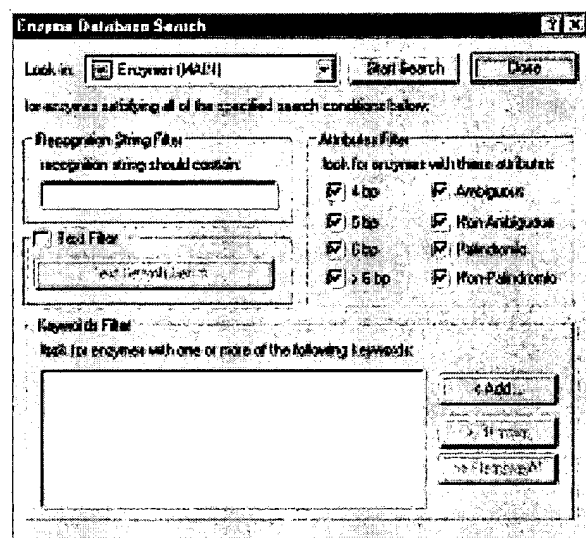 Enzyme Database Search
Look in: Enzymes (MAIN) Start Search Close
for enzymes satisfying all of the specified search conditions below:
Recognition String Filter
recognition string should contain:
Attributes Filter
look for enzymes with these attributes:
4 bp Ambiguous
5 bp Non-Ambiguous
6 bp Palindromic
> 6 bp Non-Palindromic
Text Filter
Keywords Filter
look for enzymes with one or more of the following keywords:
< Add...